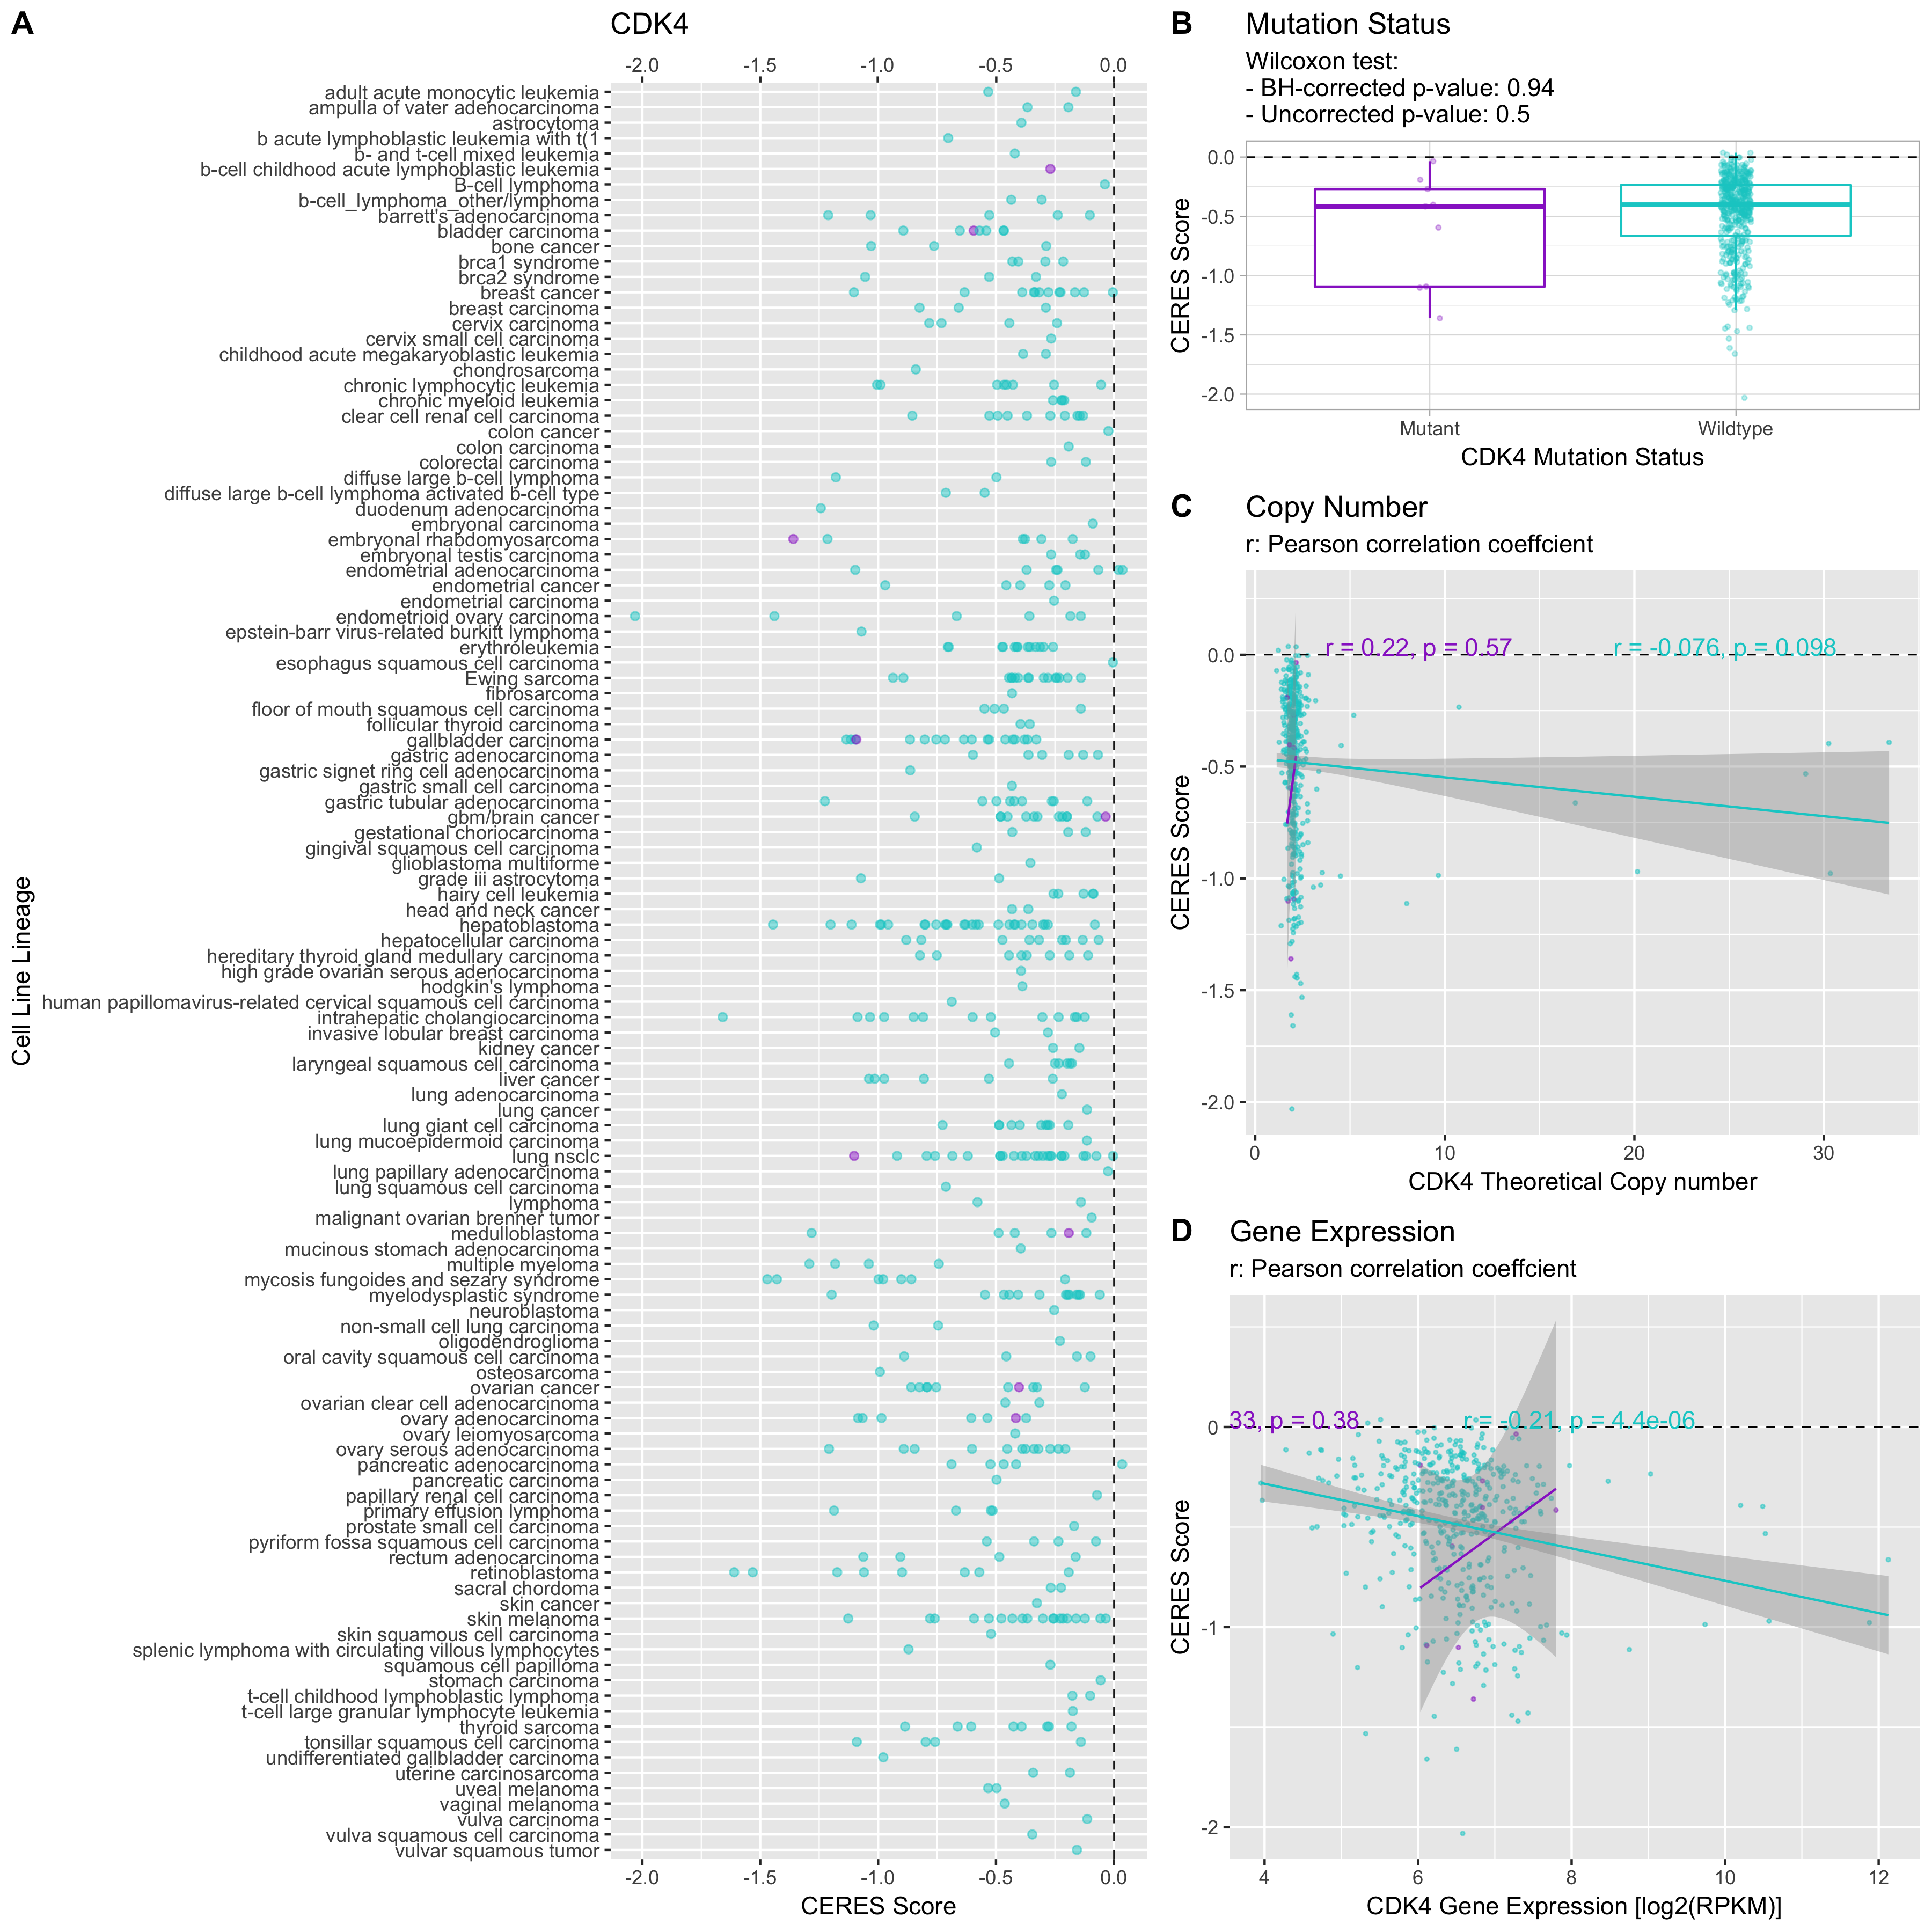 A
CDK4
-2.0 -1.5 -1.0 -0.5 0.0
adult acute monocytic leukemia
ampulla of vater adenocarcinoma
astrocytoma
b acute lymphoblastic leukemia with t(1
b- and t-cell mixed leukemia
b-cell childhood acute lymphoblastic leukemia
B-cell lymphoma
b-cell_lymphoma_other/lymphoma
barrett's adenocarcinoma
bladder carcinoma
bone cancer
brca1 syndrome
brca2 syndrome
breast cancer
breast carcinoma
cervix carcinoma
cervix small cell carcinoma
childhood acute megakaryoblastic leukemia
chondrosarcoma
chronic lymphocytic leukemia
chronic myeloid leukemia
clear cell renal cell carcinoma
colon cancer
colon carcinoma
colorectal carcinoma
diffuse large b-cell lymphoma
diffuse large b-cell lymphoma activated b-cell type
duodenum adenocarcinoma
embryonal carcinoma
embryonal rhabdomyosarcoma
embryonal testis carcinoma
endometrial adenocarcinoma
endometrial cancer
endometrial carcinoma
endometrioid ovary carcinoma
epstein-barr virus-related burkitt lymphoma
erythroleukemia
esophagus squamous cell carcinoma
Ewing sarcoma
fibrosarcoma
floor of mouth squamous cell carcinoma
follicular thyroid carcinoma
gallbladder carcinoma
gastric adenocarcinoma
gastric signet ring cell adenocarcinoma
gastric small cell carcinoma
gastric tubular adenocarcinoma
gbm/brain cancer
gestational choriocarcinoma
gingival squamous cell carcinoma
glioblastoma multiforme
grade iii astrocytoma
hairy cell leukemia
head and neck cancer
hepatoblastoma
hepatocellular carcinoma
hereditary thyroid gland medullary carcinoma
high grade ovarian serous adenocarcinoma
hodgkin's lymphoma
human papillomavirus-related cervical squamous cell carcinoma
intrahepatic cholangiocarcinoma
invasive lobular breast carcinoma
kidney cancer
laryngeal squamous cell carcinoma
liver cancer
lung adenocarcinoma
lung cancer
lung giant cell carcinoma
lung mucoepidermoid carcinoma
lung nsclc
lung papillary adenocarcinoma
lung squamous cell carcinoma
lymphoma
malignant ovarian brenner tumor
medulloblastoma
mucinous stomach adenocarcinoma
multiple myeloma
mycosis fungoides and sezary syndrome
myelodysplastic syndrome
neuroblastoma
non-small cell lung carcinoma
oligodendroglioma
oral cavity squamous cell carcinoma
osteosarcoma
ovarian cancer
ovarian clear cell adenocarcinoma
ovary adenocarcinoma
ovary leiomyosarcoma
ovary serous adenocarcinoma
pancreatic adenocarcinoma
pancreatic carcinoma
papillary renal cell carcinoma
primary effusion lymphoma
prostate small cell carcinoma
pyriform fossa squamous cell carcinoma
rectum adenocarcinoma
retinoblastoma
sacral chordoma
skin cancer
skin melanoma
skin squamous cell carcinoma
splenic lymphoma with circulating villous lymphocytes
squamous cell papilloma
stomach carcinoma
t-cell childhood lymphoblastic lymphoma
t-cell large granular lymphocyte leukemia
thyroid sarcoma
tonsillar squamous cell carcinoma
undifferentiated gallbladder carcinoma
uterine carcinosarcoma
uveal melanoma
vaginal melanoma
vulva carcinoma
vulva squamous cell carcinoma
vulvar squamous tumor
-2.0 -1.5 -1.0 -0.5 0.0
CERES Score
Cell Line Lineage
B
Mutation Status
Wilcoxon test:
- BH-corrected p-value: 0.94
- Uncorrected p-value: 0.5
0.0
-0.5
-1.0
-1.5
-2.0
CERES Score
Mutant Wildtype
CDK4 Mutation Status
C
Copy Number
r: Pearson correlation coeffcient
r = 0.22, p = 0.57
r = -0.076, p = 0.098
0.0
-0.5
-1.0
-1.5
-2.0
CERES Score
0 10 20 30
CDK4 Theoretical Copy number
D
Gene Expression
r: Pearson correlation coeffcient
33, p = 0.38
r = -0.21, p = 4.4e-06
0
-1
-2
CERES Score
4 6 8 10 12
CDK4 Gene Expression [log2(RPKM)]